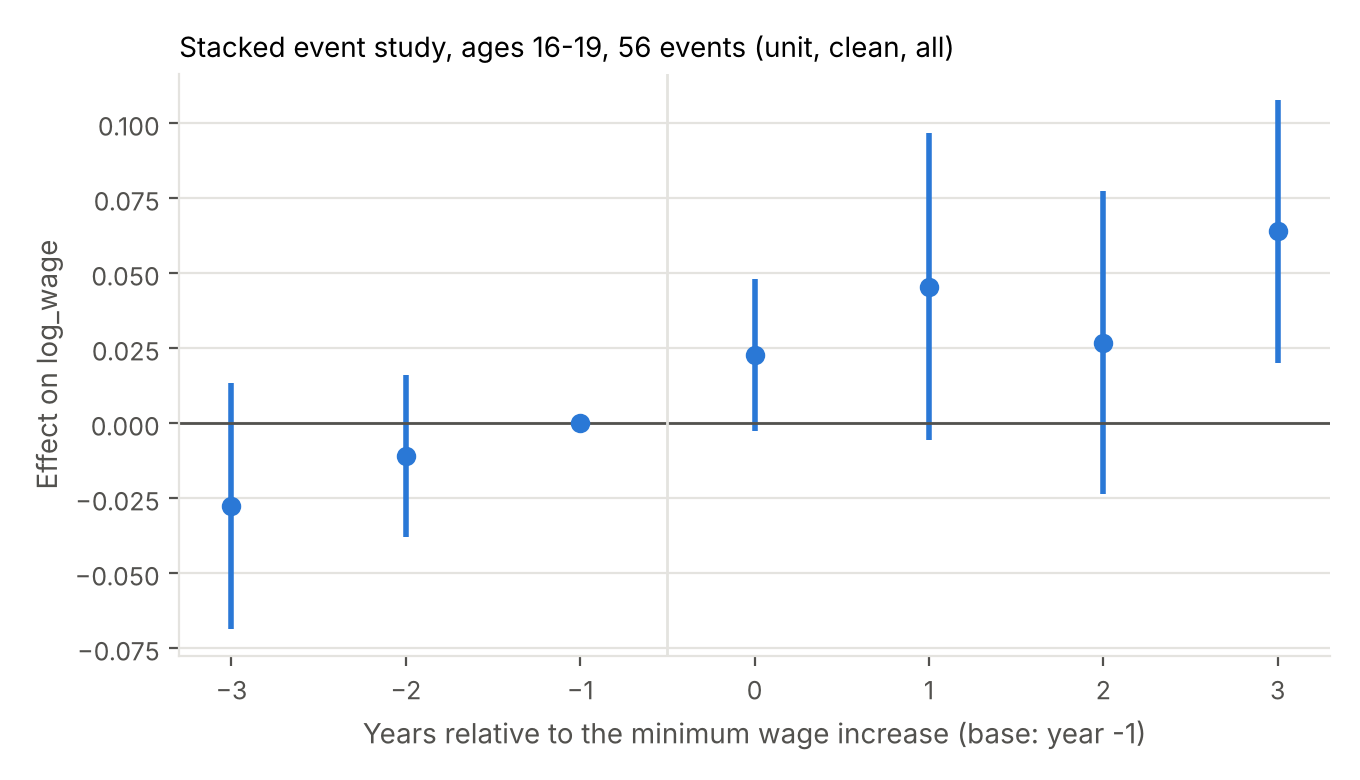 Stacked event study, ages 16-19, 56 events (unit, clean, all)
0.100
0.075
0.050
0.025
0.000
−0.025
−0.050
−0.075
Effect on log_wage
−3 −2 −1 0 1 2 3
Years relative to the minimum wage increase (base: year -1)